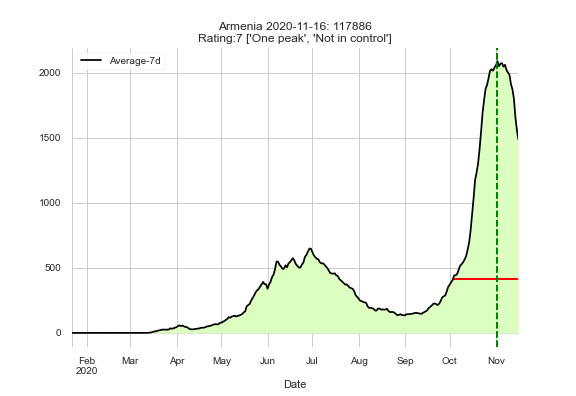 Armenia 2020-11-16: 117886
Rating:7 ['One peak', 'Not in control']
Average-7d
2000
1500
1000
500
0
Feb Mar Apr May Jun Jul Aug Sep Oct Nov
2020
Date